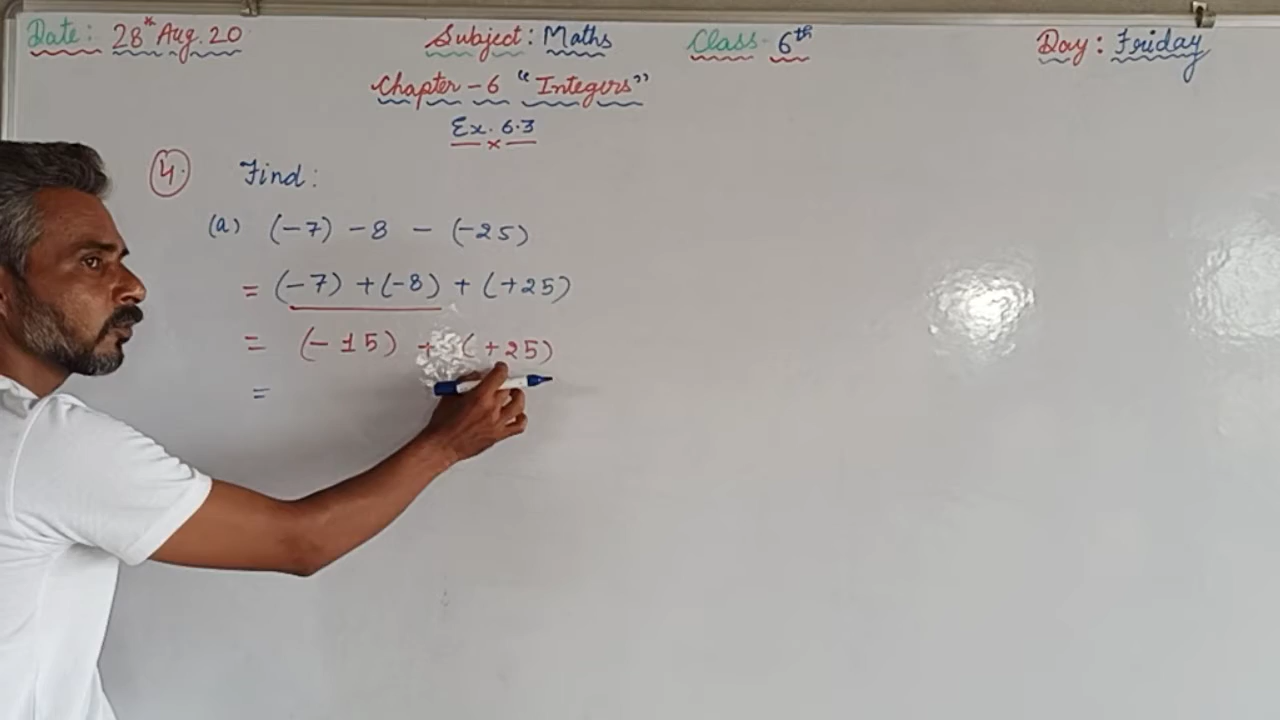 Date: 28th Aug. 20 Subject: Maths Class- 6th Day: Friday
Chapter-6 "Integers"
Ex. 6.3
4. Find:
(a) (-7) -8 - (-25)
= (-7) +(-8) + (+25)
= (-15) + (+25)
=